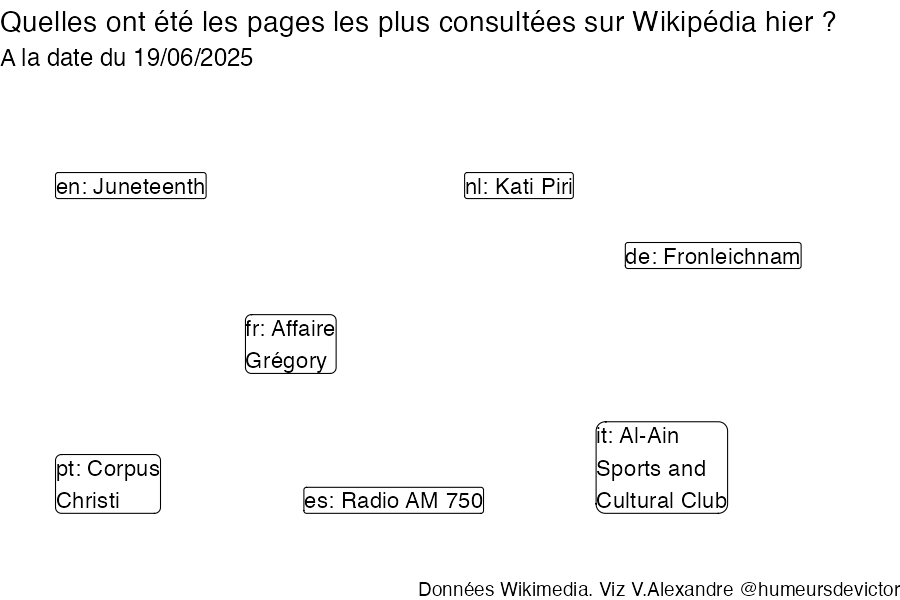 Quelles ont été les pages les plus consultées sur Wikipédia hier ?
A la date du 19/06/2025
en: Juneteenth
nl: Kati Piri
de: Fronleichnam
fr: Affaire
Grégory
it: Al-Ain
Sports and
Cultural Club
pt: Corpus
Christi
es: Radio AM 750
Données Wikimedia. Viz V.Alexandre @humeursdevictor